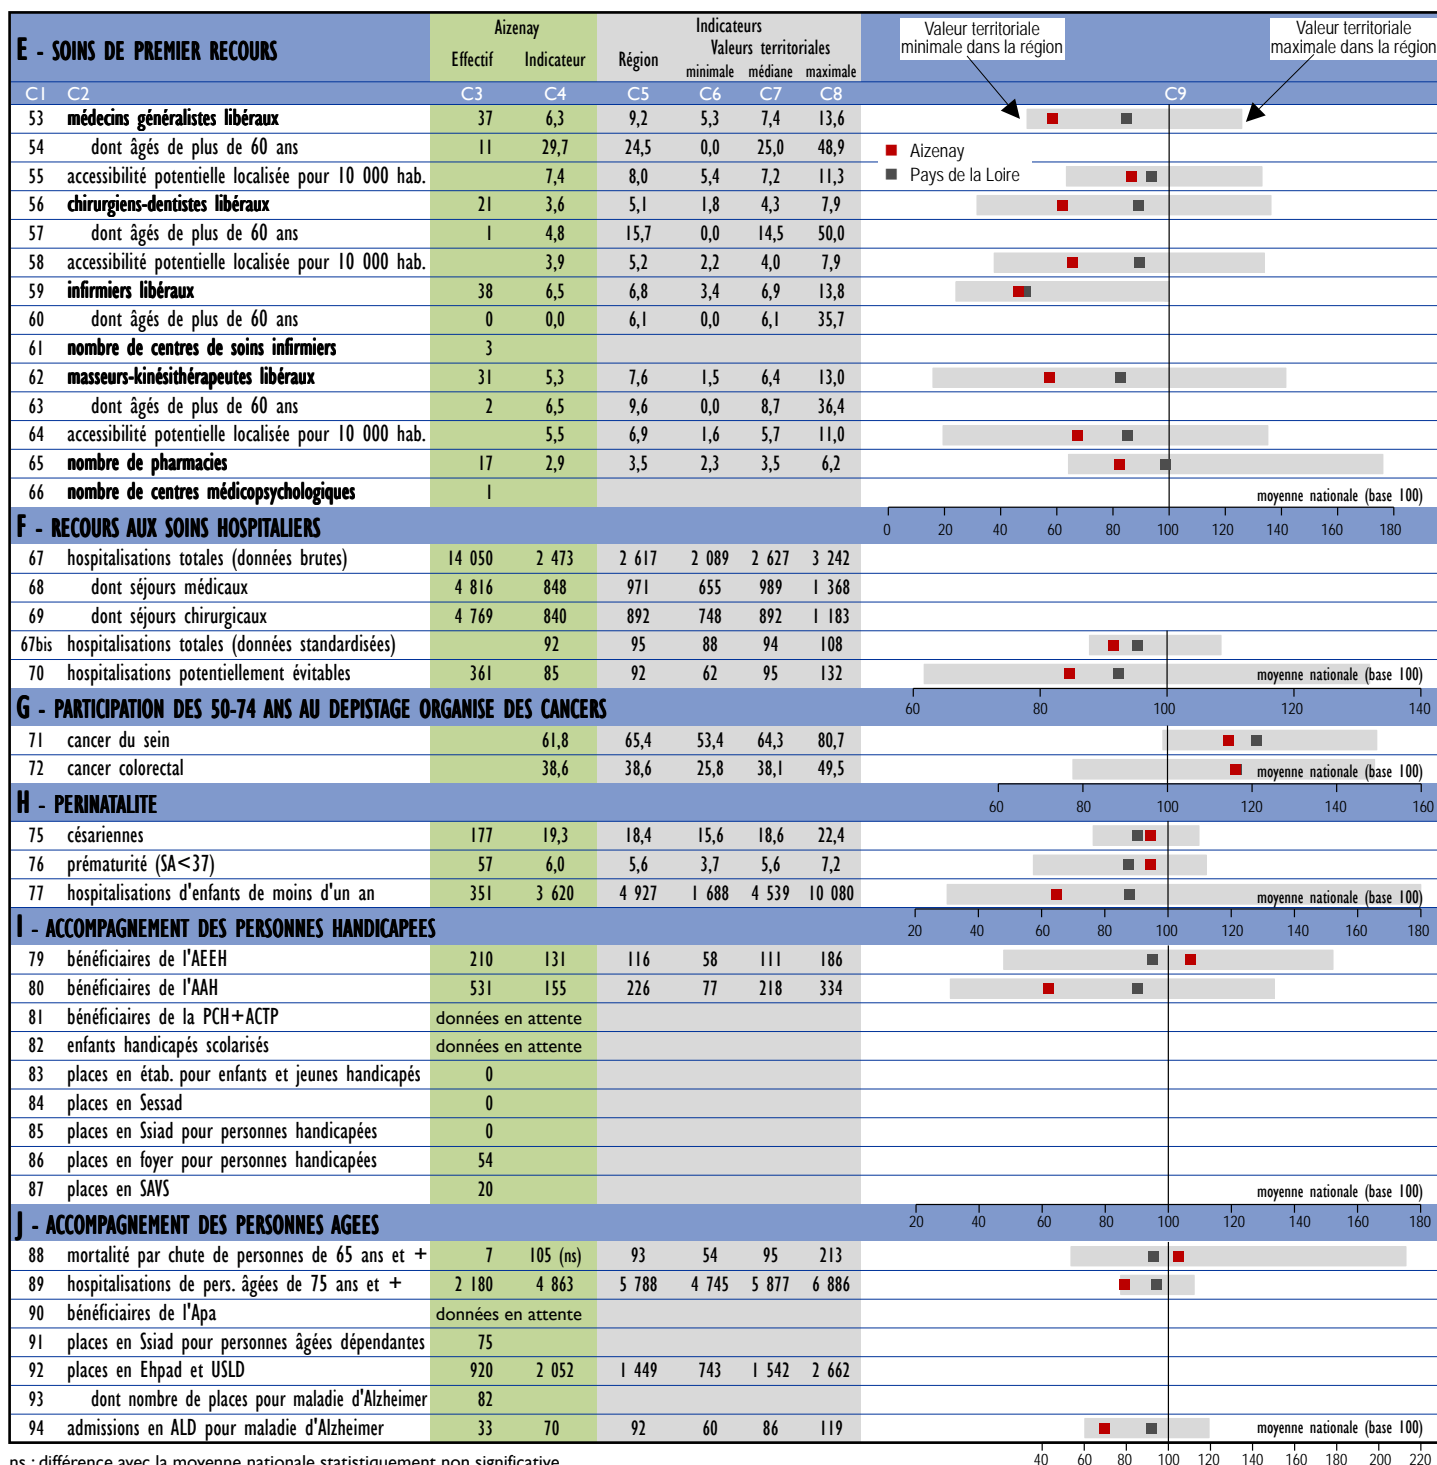 E - SOINS DE PREMIER RECOURS
Aizenay
Effectif Indicateur
Indicateurs
Région
Valeurs territoriales
minimale médiane maximale
Valeur territoriale
minimale dans la région
Valeur territoriale
maximale dans la région
C1 C2 C3 C4 C5 C6 C7 C8 C9
53 médecins généralistes libéraux 37 6,3 9,2 5,3 7,4 13,6
54 dont âgés de plus de 60 ans 11 29,7 24,5 0,0 25,0 48,9
Aizenay
55 accessibilité potentielle localisée pour 10 000 hab. 7,4 8,0 5,4 7,2 11,3
Pays de la Loire
56 chirurgiens-dentistes libéraux 21 3,6 5,1 1,8 4,3 7,9
57 dont âgés de plus de 60 ans 1 4,8 15,7 0,0 14,5 50,0
58 accessibilité potentielle localisée pour 10 000 hab. 3,9 5,2 2,2 4,0 7,9
59 infirmiers libéraux 38 6,5 6,8 3,4 6,9 13,8
60 dont âgés de plus de 60 ans 0 0,0 6,1 0,0 6,1 35,7
61 nombre de centres de soins infirmiers 3
62 masseurs-kinésithérapeutes libéraux 31 5,3 7,6 1,5 6,4 13,0
63 dont âgés de plus de 60 ans 2 6,5 9,6 0,0 8,7 36,4
64 accessibilité potentielle localisée pour 10 000 hab. 5,5 6,9 1,6 5,7 11,0
65 nombre de pharmacies 17 2,9 3,5 2,3 3,5 6,2
66 nombre de centres médicopsychologiques 1 moyenne nationale (base 100)
F - RECOURS AUX SOINS HOSPITALIERS
0 20 40 60 80 100 120 140 160 180
67 hospitalisations totales (données brutes) 14 050 2 473 2 617 2 089 2 627 3 242
68 dont séjours médicaux 4 816 848 971 655 989 1 368
69 dont séjours chirurgicaux 4 769 840 892 748 892 1 183
67bis hospitalisations totales (données standardisées) 92 95 88 94 108
70 hospitalisations potentiellement évitables 361 85 92 62 95 132 moyenne nationale (base 100)
G - PARTICIPATION DES 50-74 ANS AU DEPISTAGE ORGANISE DES CANCERS
60 80 100 120 140
71 cancer du sein 61,8 65,4 53,4 64,3 80,7
72 cancer colorectal 38,6 38,6 25,8 38,1 49,5 moyenne nationale (base 100)
H - PERINATALITE
60 80 100 120 140 160
75 césariennes 177 19,3 18,4 15,6 18,6 22,4
76 prématurité (SA<37) 57 6,0 5,6 3,7 5,6 7,2
77 hospitalisations d'enfants de moins d'un an 351 3 620 4 927 1 688 4 539 10 080 moyenne nationale (base 100)
I - ACCOMPAGNEMENT DES PERSONNES HANDICAPEES
20 40 60 80 100 120 140 160 180
79 bénéficiaires de l'AEEH 210 131 116 58 111 186
80 bénéficiaires de l'AAH 531 155 226 77 218 334
81 bénéficiaires de la PCH+ACTP données en attente
82 enfants handicapés scolarisés données en attente
83 places en étab. pour enfants et jeunes handicapés 0
84 places en Sessad 0
85 places en Ssiad pour personnes handicapées 0
86 places en foyer pour personnes handicapées 54
87 places en SAVS 20 moyenne nationale (base 100)
J - ACCOMPAGNEMENT DES PERSONNES AGEES
20 40 60 80 100 120 140 160 180
88 mortalité par chute de personnes de 65 ans et + 7 105 (ns) 93 54 95 213
89 hospitalisations de pers. âgées de 75 ans et + 2 180 4 863 5 788 4 745 5 877 6 886
90 bénéficiaires de l'Apa données en attente
91 places en Ssiad pour personnes âgées dépendantes 75
92 places en Ehpad et USLD 920 2 052 1 449 743 1 542 2 662
93 dont nombre de places pour maladie d'Alzheimer 82
94 admissions en ALD pour maladie d'Alzheimer 33 70 92 60 86 119 moyenne nationale (base 100)
40 60 80 100 120 140 160 180 200 220
ns : différence avec la moyenne nationale statistiquement non significative